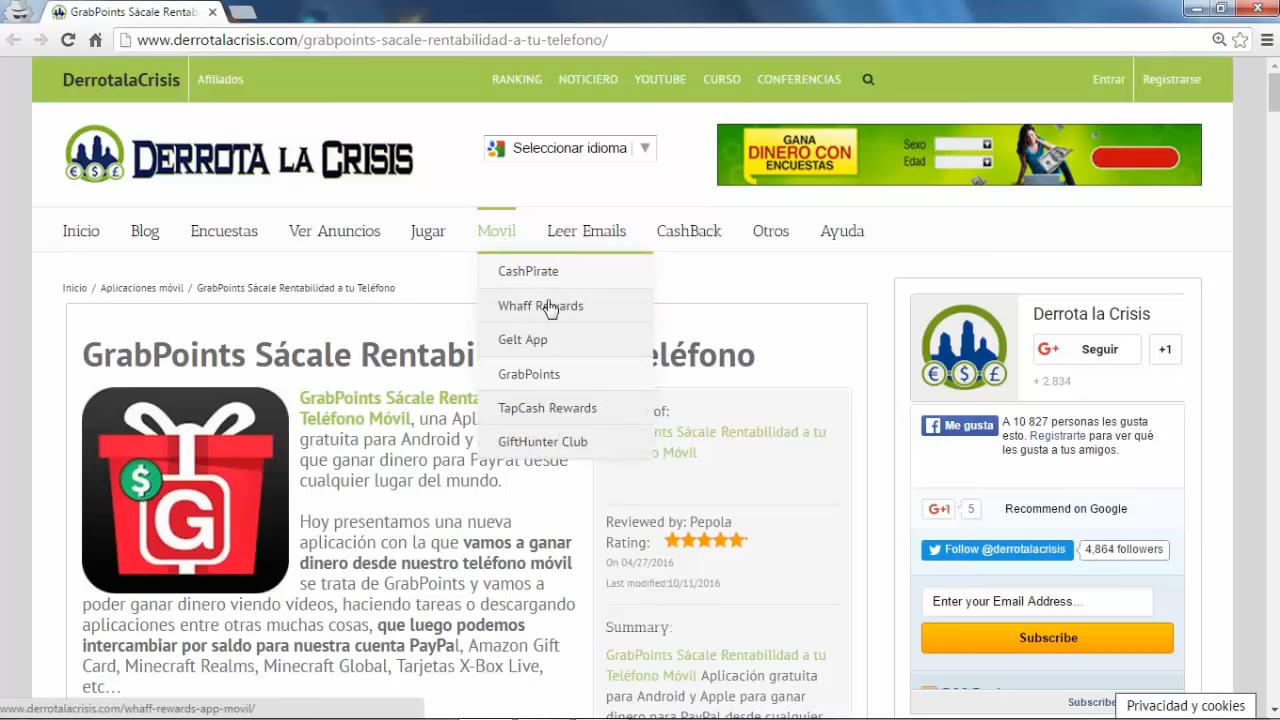 GrabPoints Sácale Rentab
www.derrotalacrisis.com/grabpoints-sacale-rentabilidad-a-tu-telefono/
DerrotalaCrisis Afiliados RANKING NOTICIERO YOUTUBE CURSO CONFERENCIAS Entrar Registrarse
DERROTA LA CRISIS
€ $ £
Seleccionar idioma
GANA
DINERO CON
ENCUESTAS
Sexo
Edad
Inicio Blog Encuestas Ver Anuncios Jugar Movil Leer Emails CashBack Otros Ayuda
CashPirate
Whaff Rewards
Gelt App
GrabPoints
TapCash Rewards
GiftHunter Club
Inicio / Aplicaciones móvil / GrabPoints Sácale Rentabilidad a tu Teléfono
GrabPoints Sácale Rentabi léfono
$
G
GrabPoints Sácale Renta
Teléfono Móvil, una Apl
gratuita para Android y
que ganar dinero para PayPal desde
cualquier lugar del mundo.
Hoy presentamos una nueva
aplicación con la que vamos a ganar
dinero desde nuestro teléfono móvil
se trata de GrabPoints y vamos a
poder ganar dinero viendo vídeos, haciendo tareas o descargando
aplicaciones entre otras muchas cosas, que luego podemos
intercambiar por saldo para nuestra cuenta PayPal, Amazon Gift
Card, Minecraft Realms, Minecraft Global, Tarjetas X-Box Live,
etc...
of:
ts Sácale Rentabilidad a tu
o Móvil
Reviewed by: Pepola
Rating:
On 04/27/2016
Last modified:10/11/2016
Summary:
GrabPoints Sácale Rentabilidad a tu
Teléfono Móvil Aplicación gratuita
para Android y Apple para ganar
dinero para PayPal desde cualquier
Derrota la Crisis
€ $ £
G+ Seguir +1
+ 2.834
Me gusta
A 10 827 personas les gusta
esto. Registrarte para ver qué
les gusta a tus amigos.
G+1 5 Recommend on Google
Follow @derrotalacrisis 4,864 followers
Enter your Email Address...
Subscribe
Subscribe
Privacidad y cookies
www.derrotalacrisis.com/whaff-rewards-app-movil/